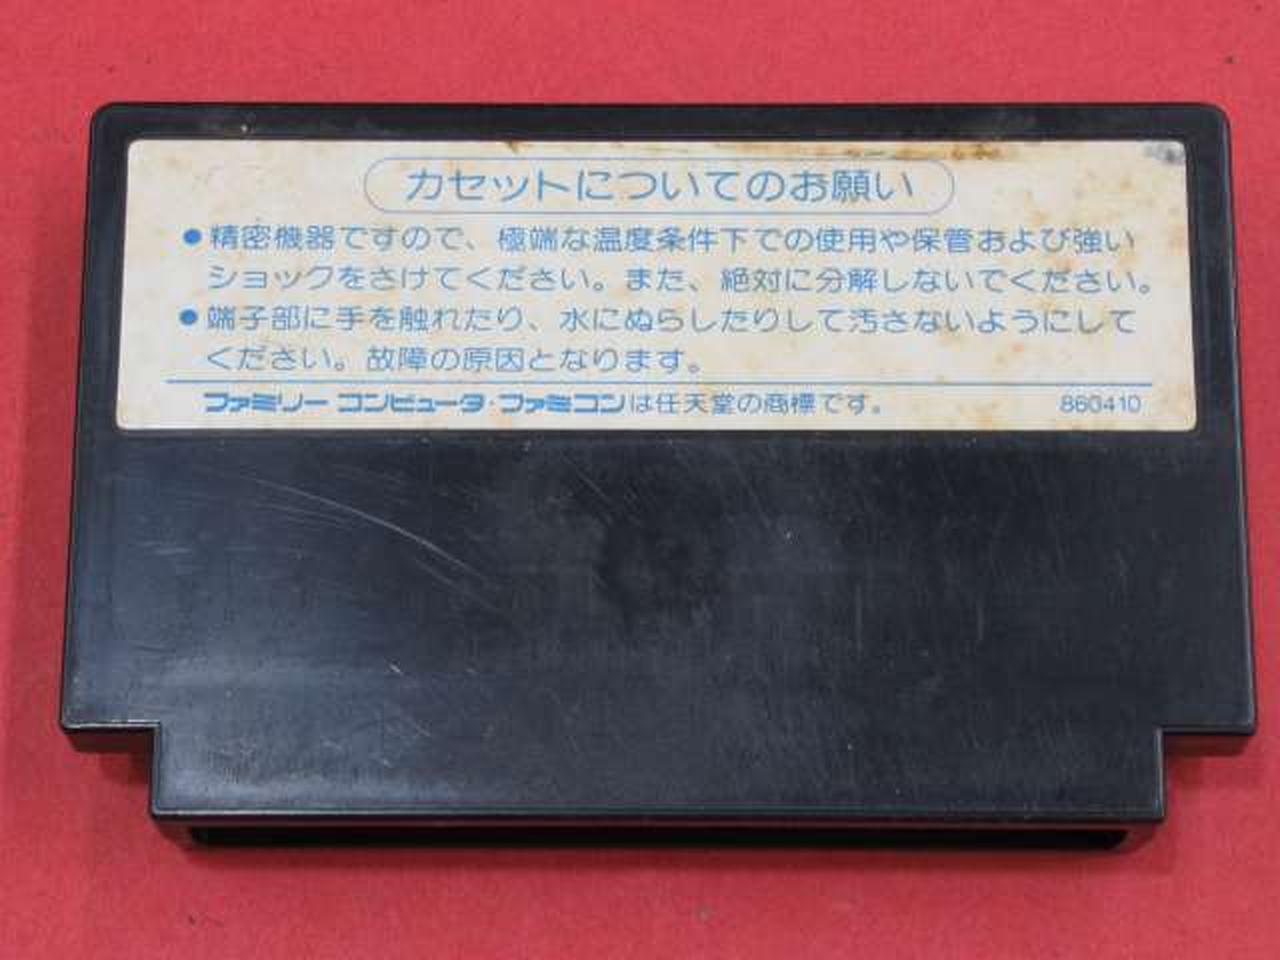 カセットについてのお願い
●精密機器ですので、極端な温度条件下での使用や保管および強い
ショックをさけてください。また、絶対に分解しないでください。
●端子部に手を触れたり、水にぬらしたりして汚さないようにして
ください。故障の原因となります。
ファミリー コンピュータ・ファミコンは任天堂の商標です。 860410